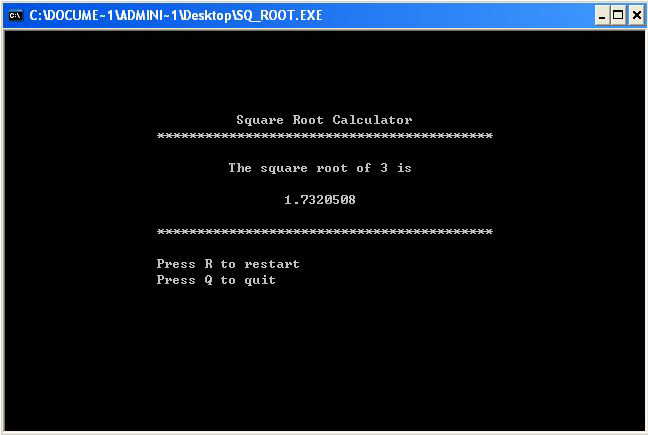 C:\DOCUME~1\ADMINI~1\Desktop\SQ_ROOT.EXE
Square Root Calculator
******************************************
The square root of 3 is
1.7320508
******************************************
Press R to restart
Press Q to quit